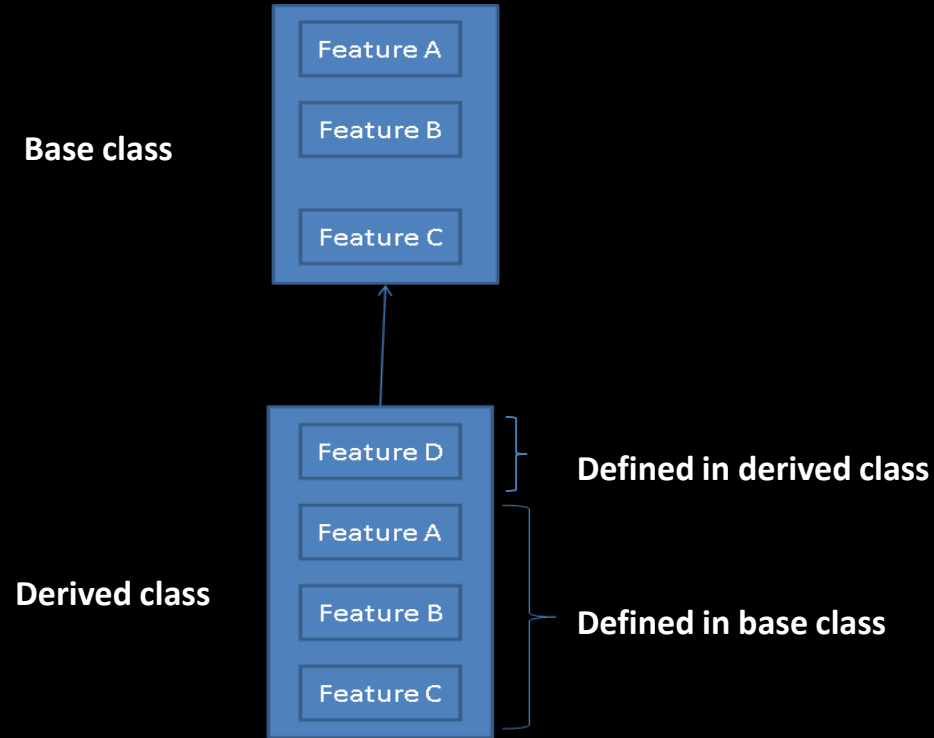 Feature A
Feature B
Base class
Feature C
Feature D
Defined in derived class
Feature A
Derived class
Feature B
Defined in base class
Feature C